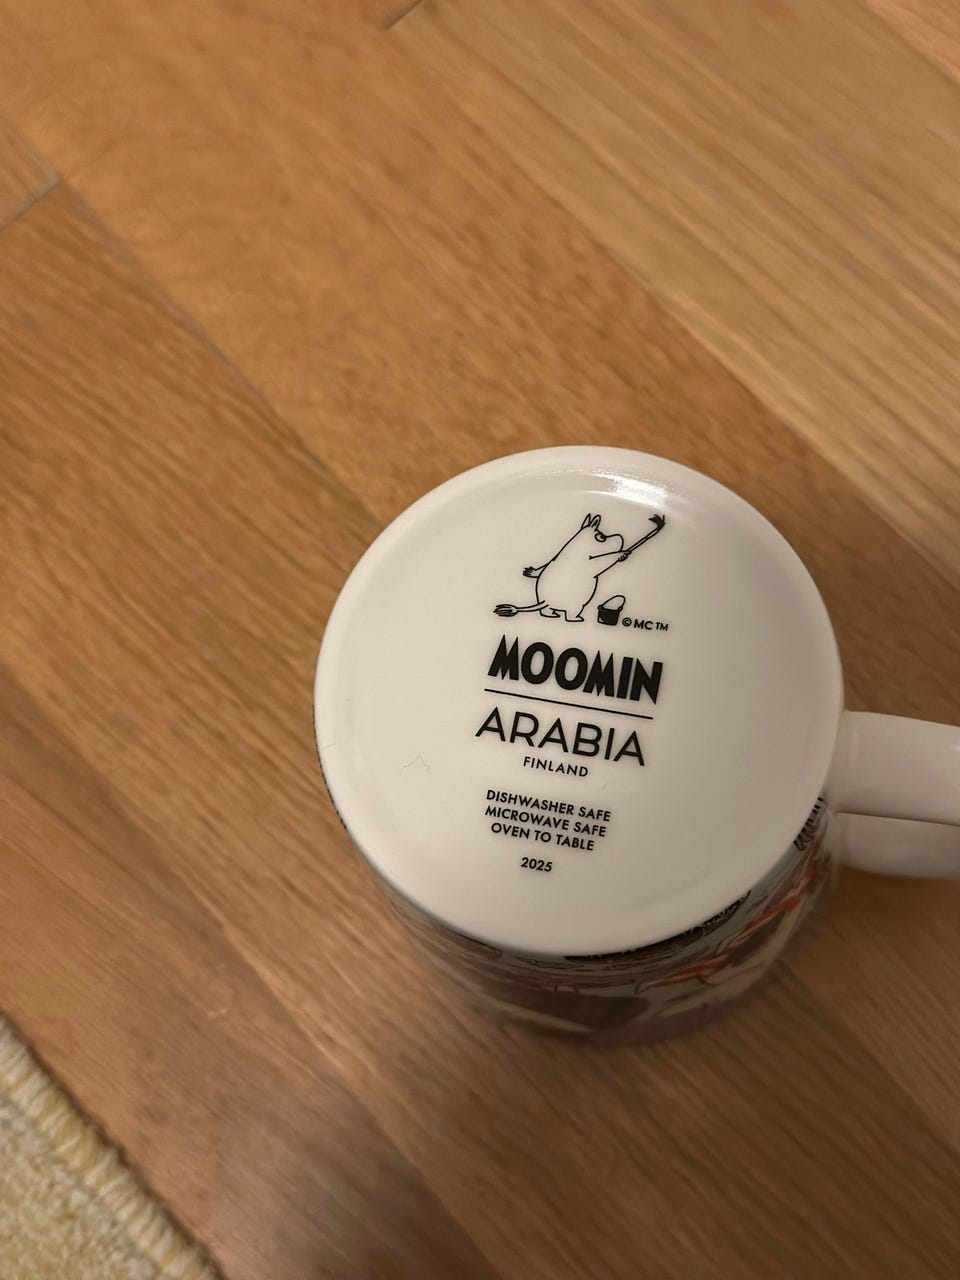 © MC ™
MOOMIN
ARABIA
FINLAND
DISHWASHER SAFE
MICROWAVE SAFE
OVEN TO TABLE
2025